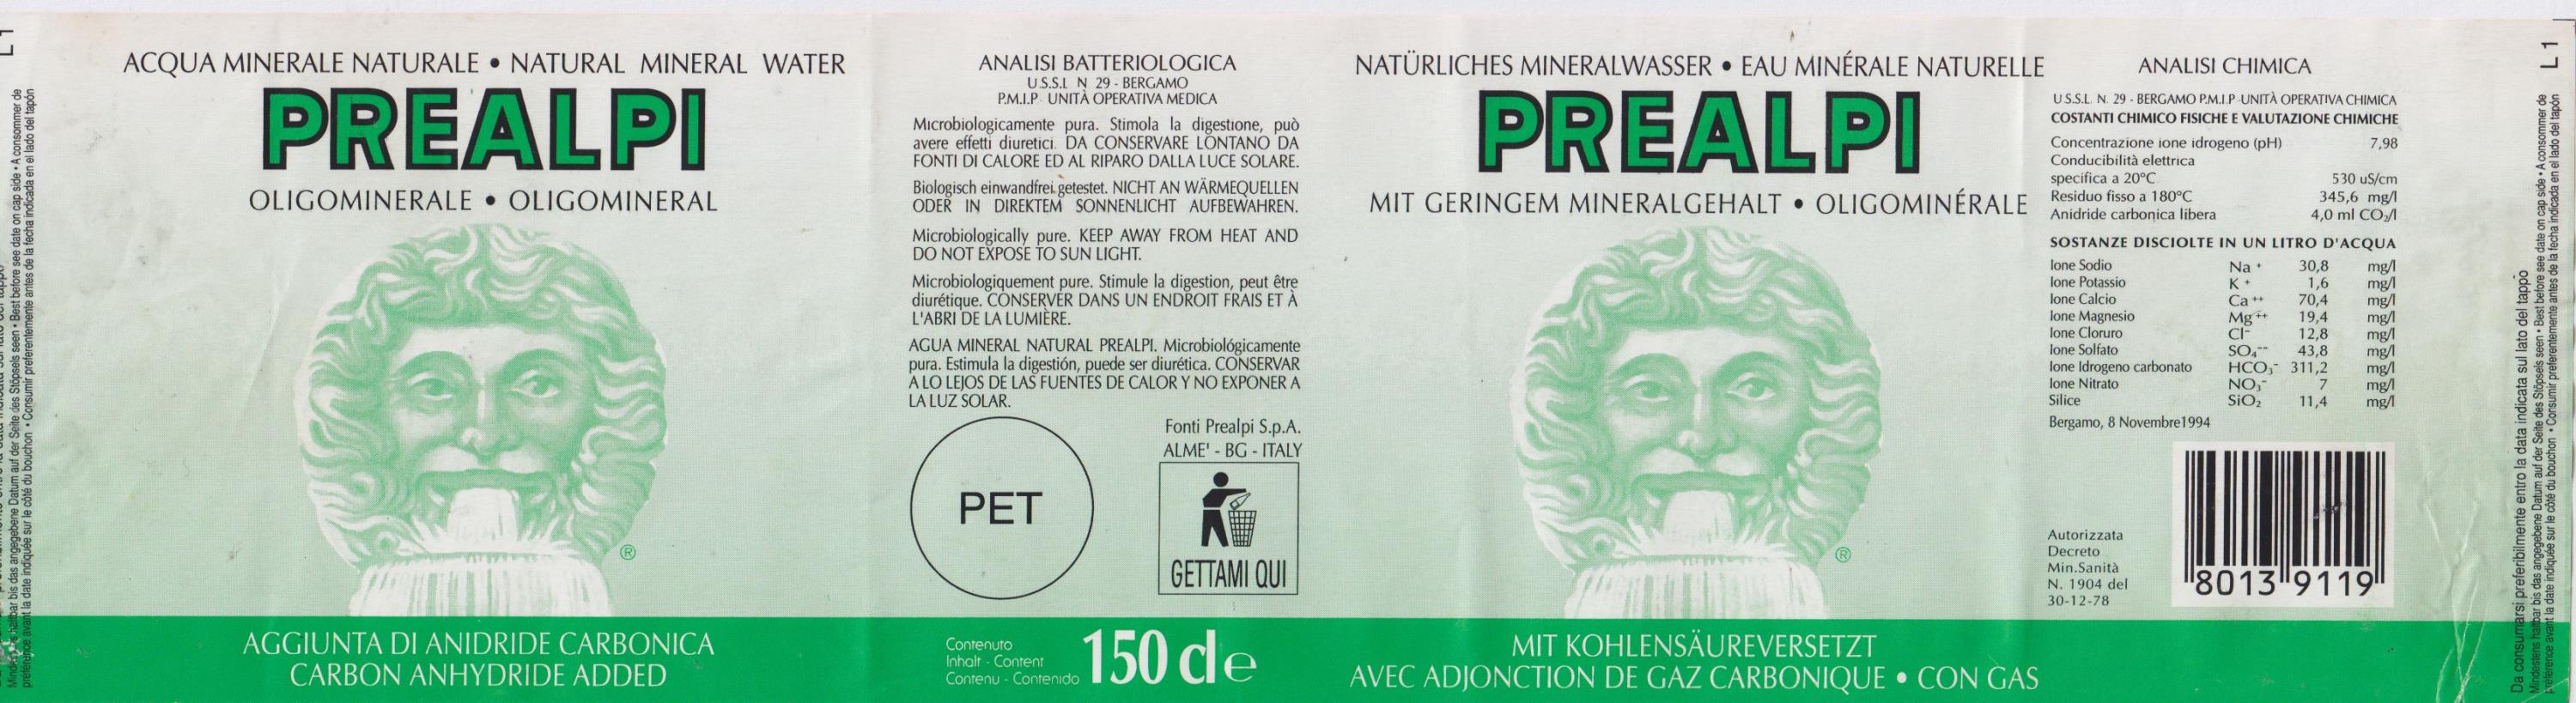 L 1
ACQUA MINERALE NATURALE • NATURAL MINERAL WATER
PREALPI
OLIGOMINERALE • OLIGOMINERAL
®
AGGIUNTA DI ANIDRIDE CARBONICA
CARBON ANHYDRIDE ADDED
ANALISI BATTERIOLOGICA
U.S.S.L N 29 - BERGAMO
P.M.I.P UNITÀ OPERATIVA MEDICA
Microbiologicamente pura. Stimola la digestione, può
avere effetti diuretici. DA CONSERVARE LONTANO DA
FONTI DI CALORE ED AL RIPARO DALLA LUCE SOLARE.
Biologisch einwandfrei getestet. NICHT AN WÄRMEQUELLEN
ODER IN DIREKTEM SONNENLICHT AUFBEWAHREN.
Microbiologically pure. KEEP AWAY FROM HEAT AND
DO NOT EXPOSE TO SUN LIGHT.
Microbiologiquement pure. Stimule la digestion, peut être
diurétique. CONSERVER DANS UN ENDROIT FRAIS ET À
L'ABRI DE LA LUMIÈRE.
AGUA MINERAL NATURAL PREALPI. Microbiológicamente
pura. Estimula la digestión, puede ser diurética. CONSERVAR
A LO LEJOS DE LAS FUENTES DE CALOR Y NO EXPONER A
LA LUZ SOLAR.
PET
Fonti Prealpi S.p.A.
ALME' - BG - ITALY
GETTAMI QUI
Contenuto
Inhalt - Content
Contenu - Contenido
150 cl e
NATÜRLICHES MINERALWASSER • EAU MINÉRALE NATURELLE
PREALPI
MIT GERINGEM MINERALGEHALT • OLIGOMINÉRALE
®
MIT KOHLENSÄUREVERSETZT
AVEC ADJONCTION DE GAZ CARBONIQUE • CON GAS
ANALISI CHIMICA
U.S.S.L. N. 29 - BERGAMO P.M.I.P UNITÀ OPERATIVA CHIMICA
COSTANTI CHIMICO FISICHE E VALUTAZIONE CHIMICHE
Concentrazione ione idrogeno (pH) 7,98
Conducibilità elettrica
specifica a 20°C 530 uS/cm
Residuo fisso a 180°C 345,6 mg/l
Anidride carbonica libera 4,0 ml CO₂/l
SOSTANZE DISCIOLTE IN UN LITRO D'ACQUA
Ione Sodio Na + 30,8 mg/l
Ione Potassio K + 1,6 mg/l
Ione Calcio Ca ++ 70,4 mg/l
Ione Magnesio Mg ++ 19,4 mg/l
Ione Cloruro Cl- 12,8 mg/l
Ione Solfato SO₄-- 43,8 mg/l
Ione Idrogeno carbonato HCO₃- 311,2 mg/l
Ione Nitrato NO₃- 7 mg/l
Silice SiO₂ 11,4 mg/l
Bergamo, 8 Novembre1994
Autorizzata
Decreto
Min.Sanità
N. 1904 del
30-12-78
8013 9119
L 1
Da consumarsi preferibilmente entro la data indicata sul lato del tappo
Mindestens haltbar bis das angegebene Datum auf der Seite des Stöpsels seen • Best before see date on cap side • A consommer de
préférence avant la date indiquée sur le côté du bouchon • Consumir preferentemente antes de la fecha indicada en el lado del tapón